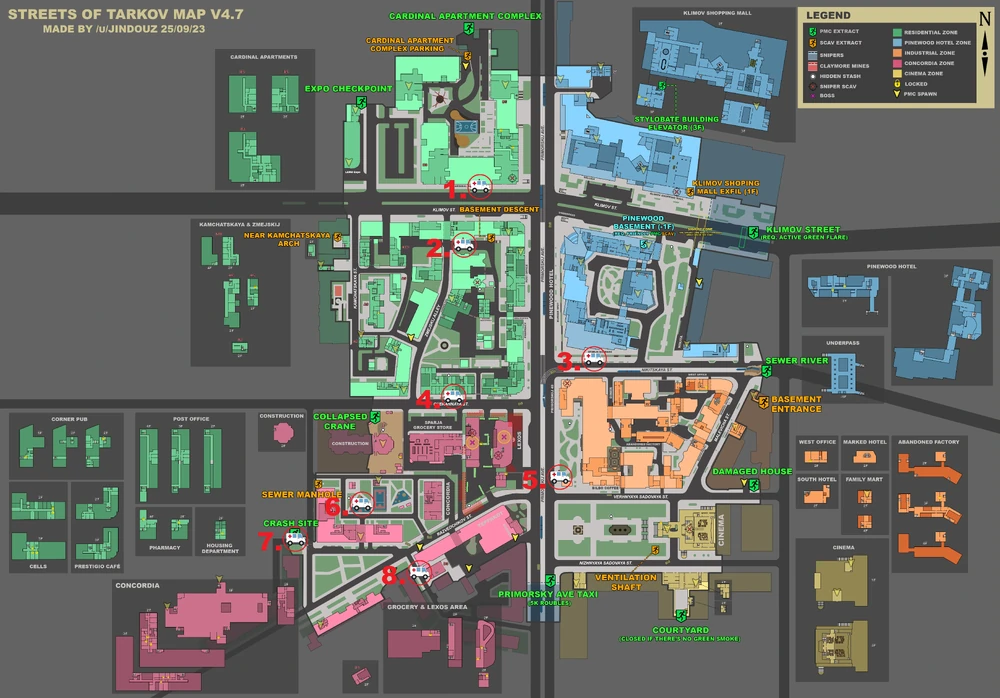 STREETS OF TARKOV MAP V4.7
MADE BY /u/JINDOUZ 25/09/23
CARDINAL APARTMENT COMPLEX
CARDINAL APARTMENT
COMPLEX PARKING
CARDINAL APARTMENTS
EXPO CHECKPOINT
KLIMOV SHOPPING MALL
STYLOBATE BUILDING
ELEVATOR (3F)
LEGEND
PMC EXTRACT
SCAV EXTRACT
SNIPERS
CLAYMORE MINES
HIDDEN STASH
SNIPER SCAV
BOSS
RESIDENTIAL ZONE
PINEWOOD HOTEL ZONE
INDUSTRIAL ZONE
CONCORDIA ZONE
CINEMA ZONE
LOCKED
PMC SPAWN
N
1.
KLIMOV SHOPING
MALL EXFIL (1F)
KLIMOV ST.
BASEMENT DESCENT
KAMCHATSKAYA & ZMEJSKIJ
NEAR KAMCHATSKAYA
ARCH
2.
PINEWOOD
BASEMENT (-1F)
KLIMOV STREET
(REQ. ACTIVE GREEN FLARE)
PINEWOOD HOTEL
PINEWOOD HOTEL
UNDERPASS
3.
SEWER RIVER
4.
BASEMENT
ENTRANCE
CORNER PUB
POST OFFICE
CONSTRUCTION
COLLAPSED
CRANE
CONSTRUCTION
SPARJA
GROCERY STORE
LEXOS
WEST OFFICE
MARKED HOTEL
ABANDONED FACTORY
SOUTH HOTEL
FAMILY MART
DAMAGED HOUSE
5.
SEWER MANHOLE
6.
CONCORDIA
CRASH SITE
7.
CELLS
PRESTIGIO CAFÉ
PHARMACY
HOUSING
DEPARTMENT
CINEMA
CINEMA
8.
VENTILATION
SHAFT
PRIMORSKY AVE TAXI
(5K ROUBLES)
COURTYARD
(CLOSED IF THERE'S NO GREEN SMOKE)
CONCORDIA
GROCERY & LEXOS AREA